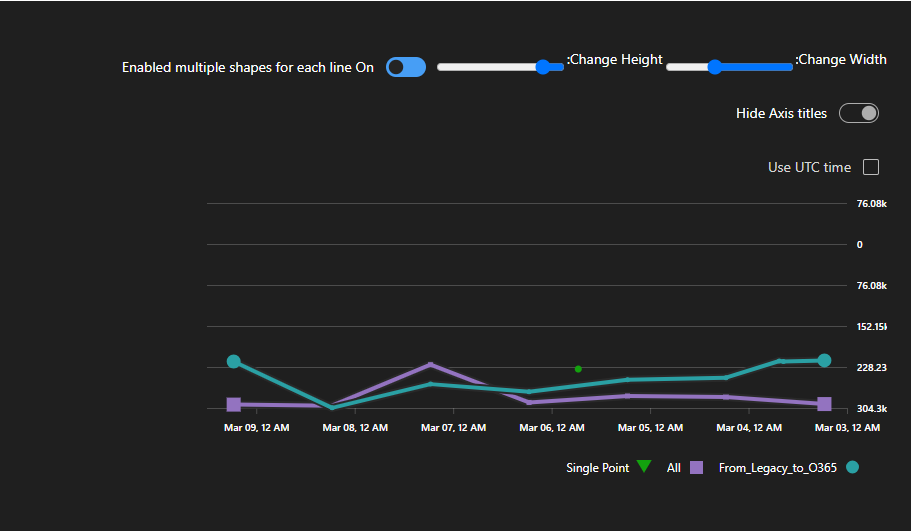 Enabled multiple shapes for each line On
:Change Height
:Change Width
Hide Axis titles
Use UTC time
76.08k
0
76.08k
152.15k
228.23
304.3k
Mar 09, 12 AM
Mar 08, 12 AM
Mar 07, 12 AM
Mar 06, 12 AM
Mar 05, 12 AM
Mar 04, 12 AM
Mar 03, 12 AM
Single Point
All
From_Legacy_to_O365